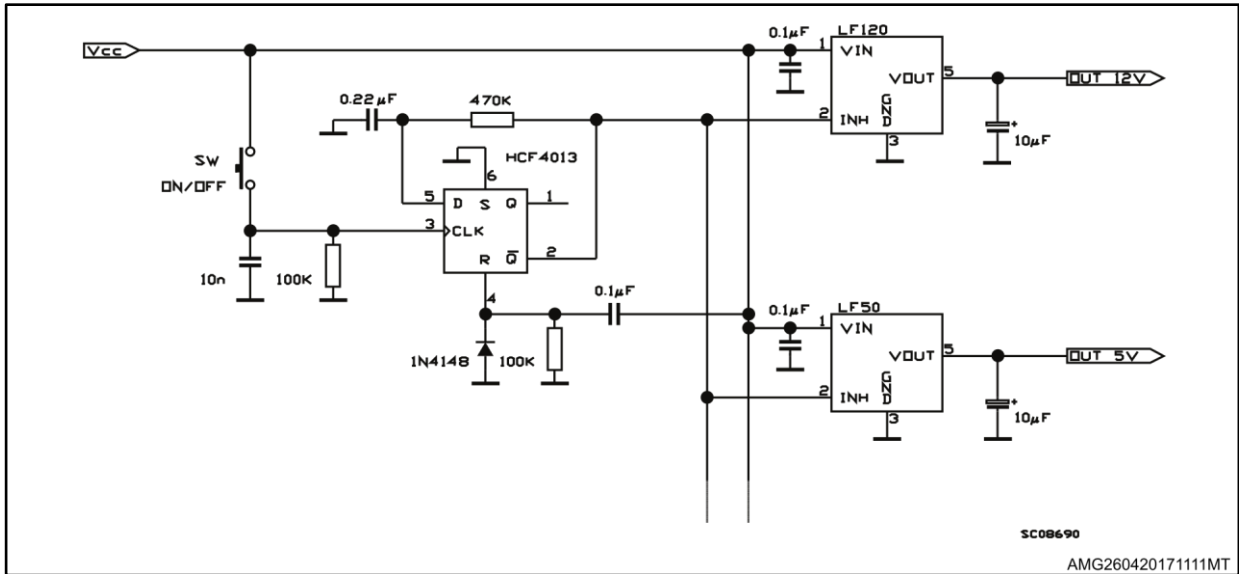 Vcc
0.1µF
LF120
1
VIN
VOUT
5
OUT 12V
2
INH
GND
3
+
10µF
0.22µF
470K
HCF4013
6
SW
ON/OFF
5
D
S
Q
1
3
CLK
R
Q
2
4
10n
100K
0.1µF
1N4148
100K
0.1µF
LF50
1
VIN
VOUT
5
OUT 5V
2
INH
GND
3
+
10µF
SC08690
AMG260420171111MT